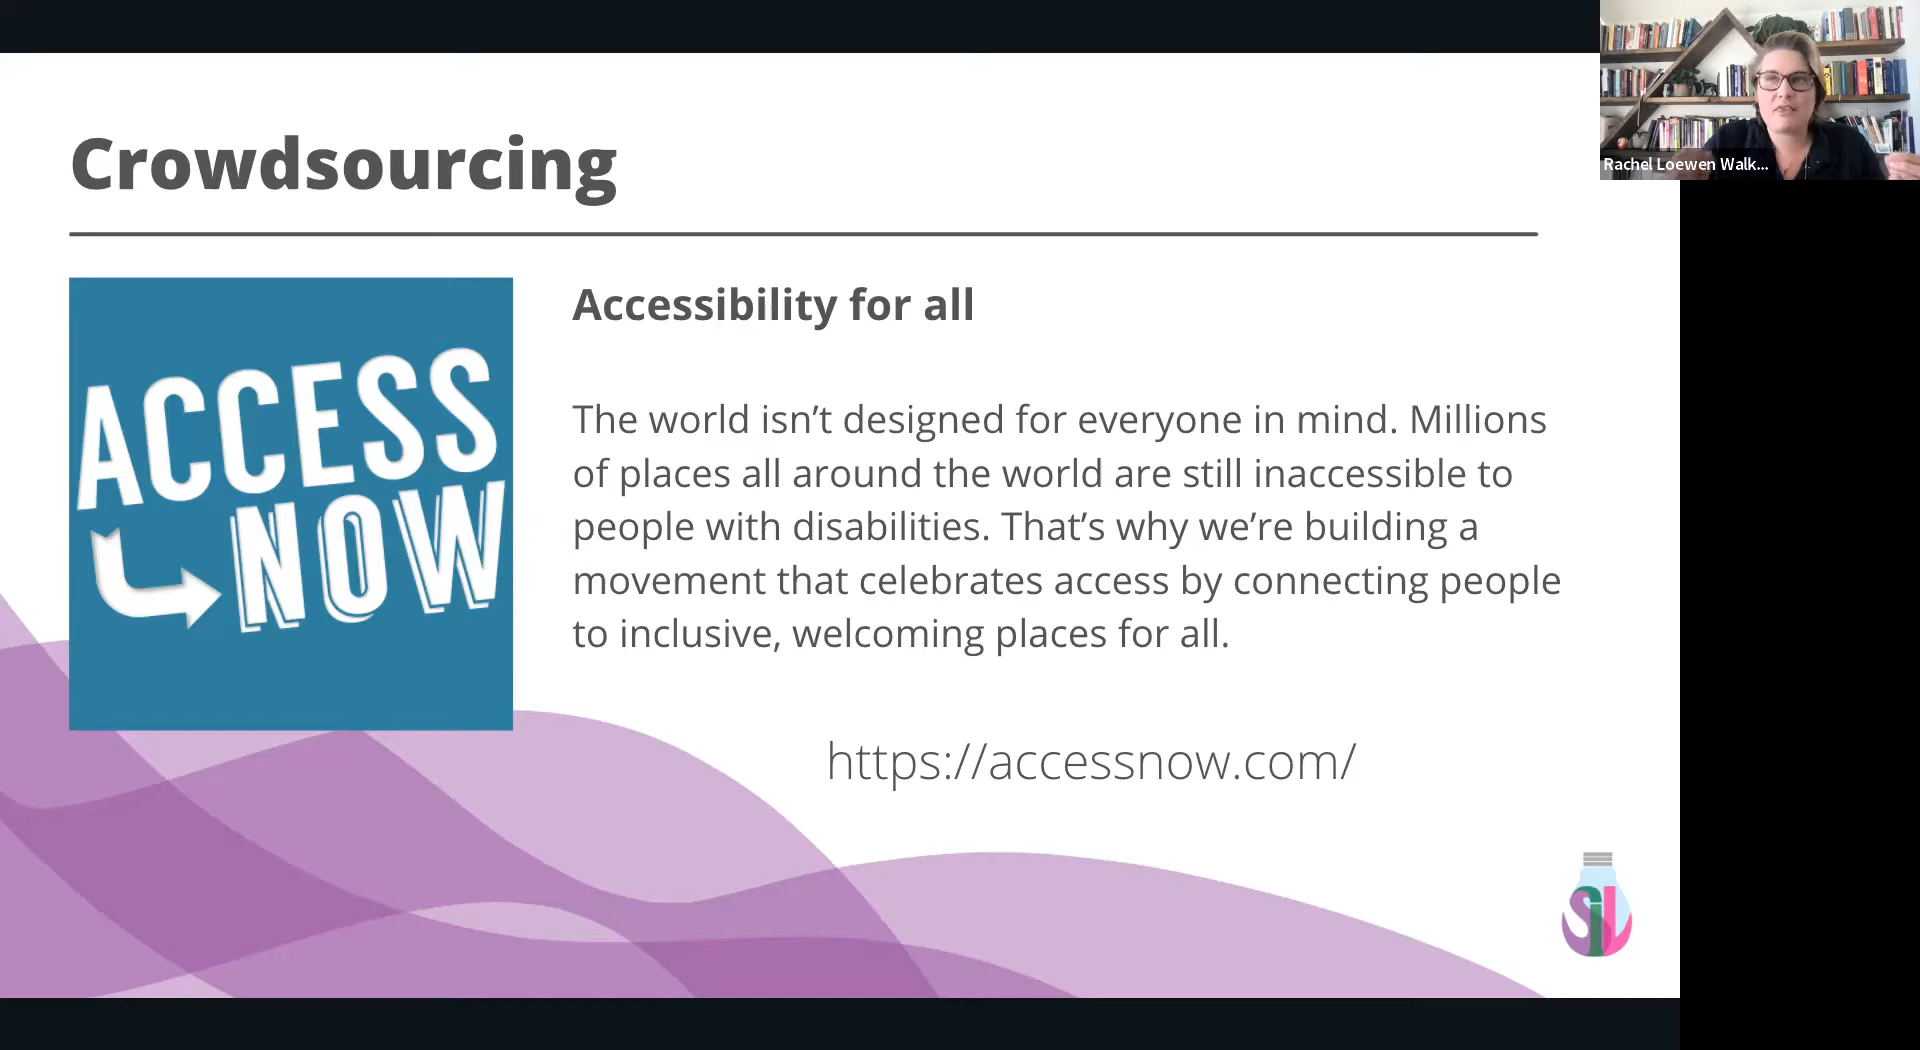 Crowdsourcing
ACCESS
NOW
Accessibility for all
The world isn’t designed for everyone in mind. Millions
of places all around the world are still inaccessible to
people with disabilities. That’s why we’re building a
movement that celebrates access by connecting people
to inclusive, welcoming places for all.
https://accessnow.com/
SiL
Rachel Loewen Walk...